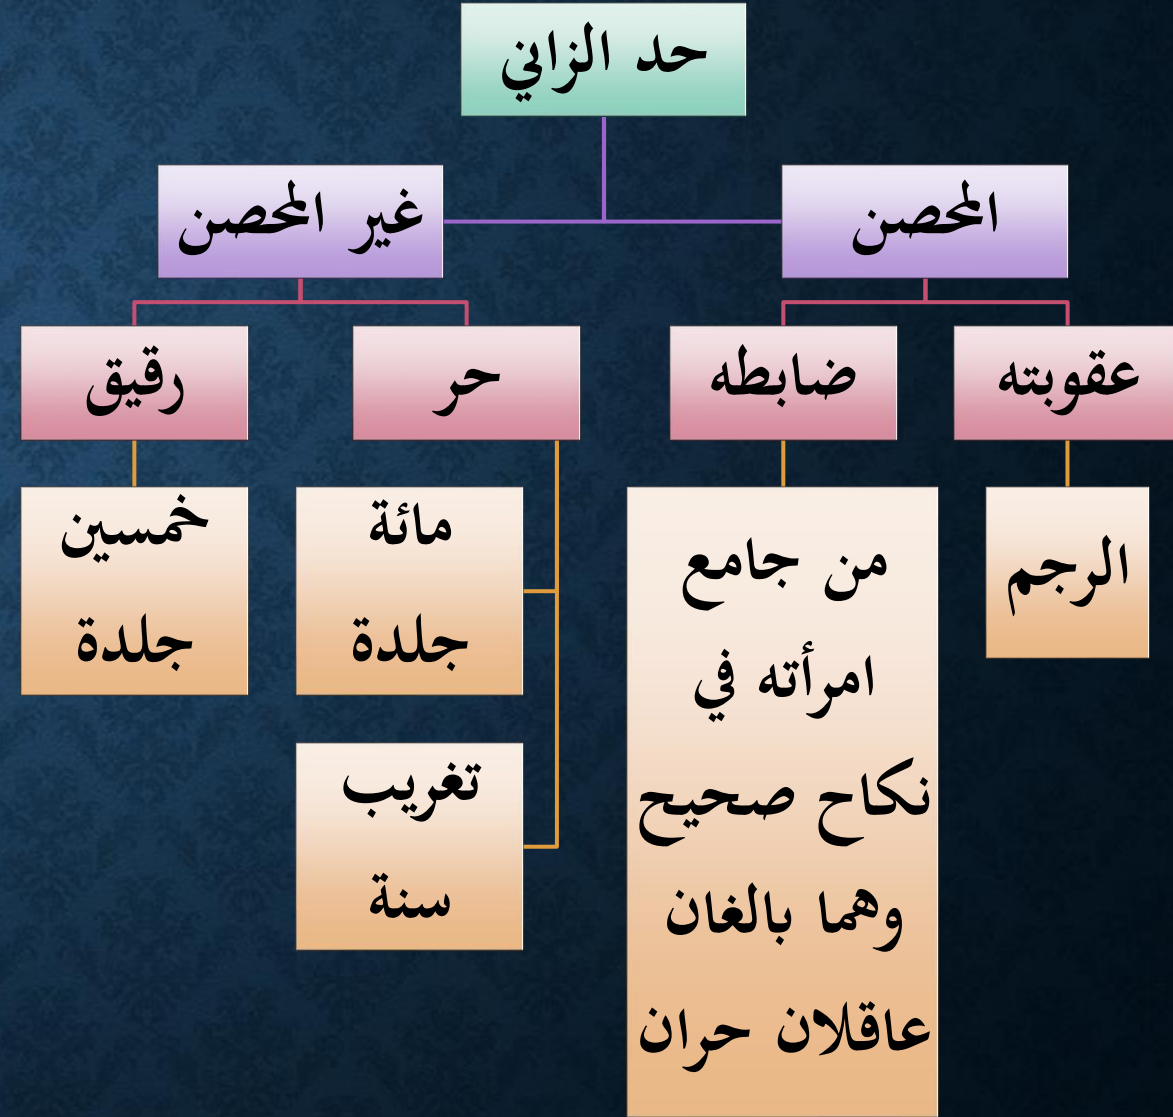 حد الزاني
المحصن
غير المحصن
عقوبته
ضابطه
حر
رقيق
الرجم
من جامع
امرأته في
نكاح صحيح
وهما بالغان
عاقلان حران
مائة
جلدة
تغريب
سنة
خمسين
جلدة